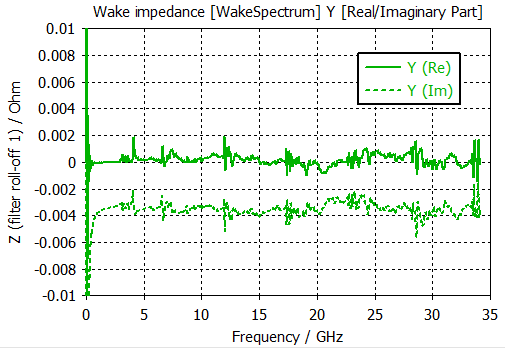 Wake impedance [WakeSpectrum] Y [Real/Imaginary Part]
0.01
0.008
0.006
0.004
0.002
0
-0.002
-0.004
-0.006
-0.008
-0.01
Z (filter roll-off 1) / Ohm
Y (Re)
Y (Im)
0 5 10 15 20 25 30 35
Frequency / GHz